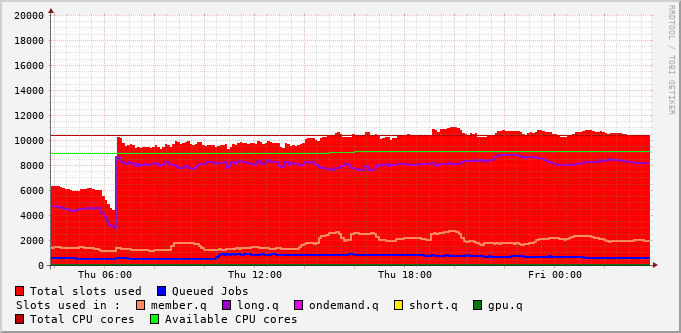 20000
18000
16000
14000
12000
10000
8000
6000
4000
2000
0
Thu 06:00 Thu 12:00 Thu 18:00 Fri 00:00
Total slots used Queued Jobs
Slots used in : member.q long.q ondemand.q short.q gpu.q
Total CPU cores Available CPU cores
RRDTOOL / TOBI OETIKER